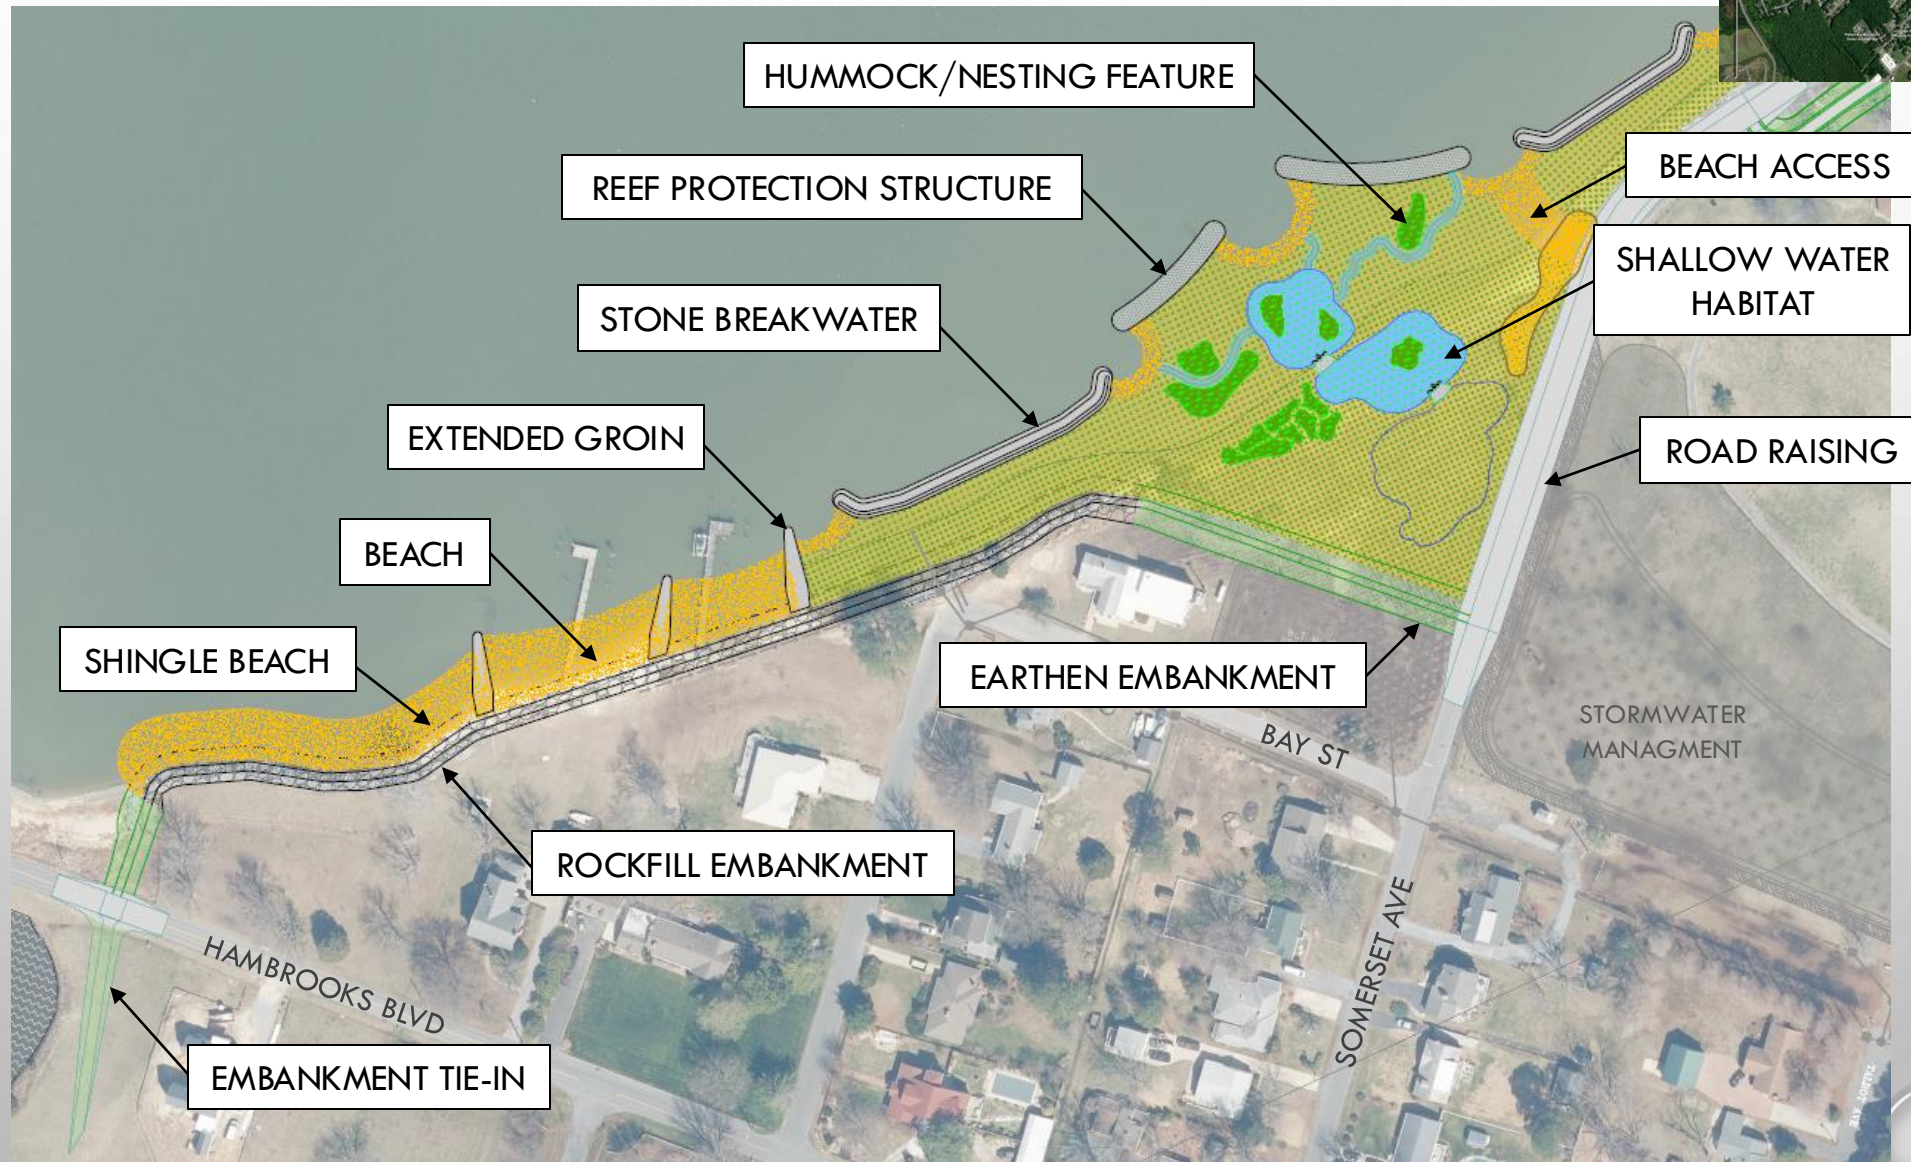 HUMMOCK/NESTING FEATURE
BEACH ACCESS
REEF PROTECTION STRUCTURE
SHALLOW WATER
HABITAT
STONE BREAKWATER
EXTENDED GROIN
ROAD RAISING
BEACH
SHINGLE BEACH
EARTHEN EMBANKMENT
STORMWATER
MANAGMENT
BAY ST
ROCKFILL EMBANKMENT
SOMERSET AVE
HAMBROOKS BLVD
EMBANKMENT TIE-IN